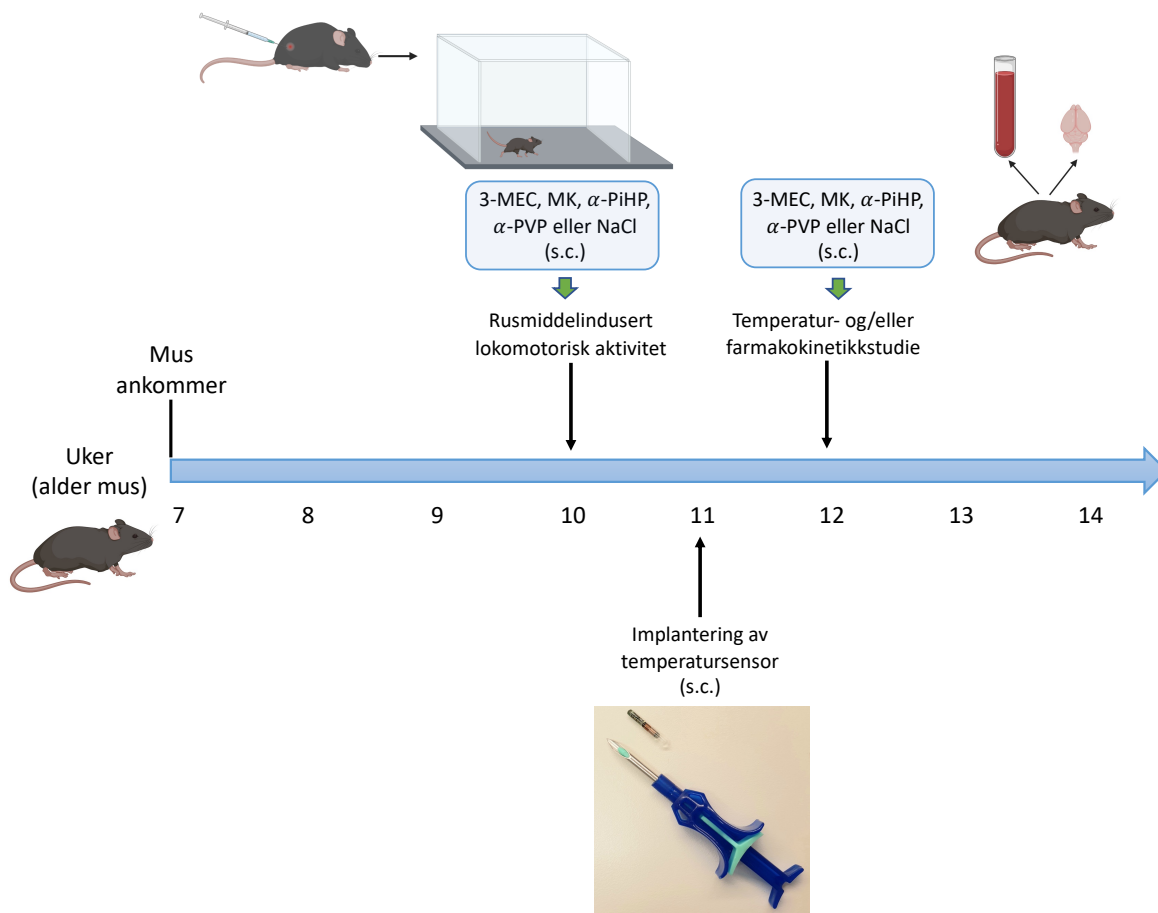 3-MEC, MK, α-PiHP,
α-PVP eller NaCl
(s.c.)
3-MEC, MK, α-PiHP,
α-PVP eller NaCl
(s.c.)
Rusmiddelindusert
lokomotorisk aktivitet
Temperatur- og/eller
farmakokinetikkstudie
Mus
ankommer
Uker
(alder mus)
7 8 9 10 11 12 13 14
Implantering av
temperatursensor
(s.c.)